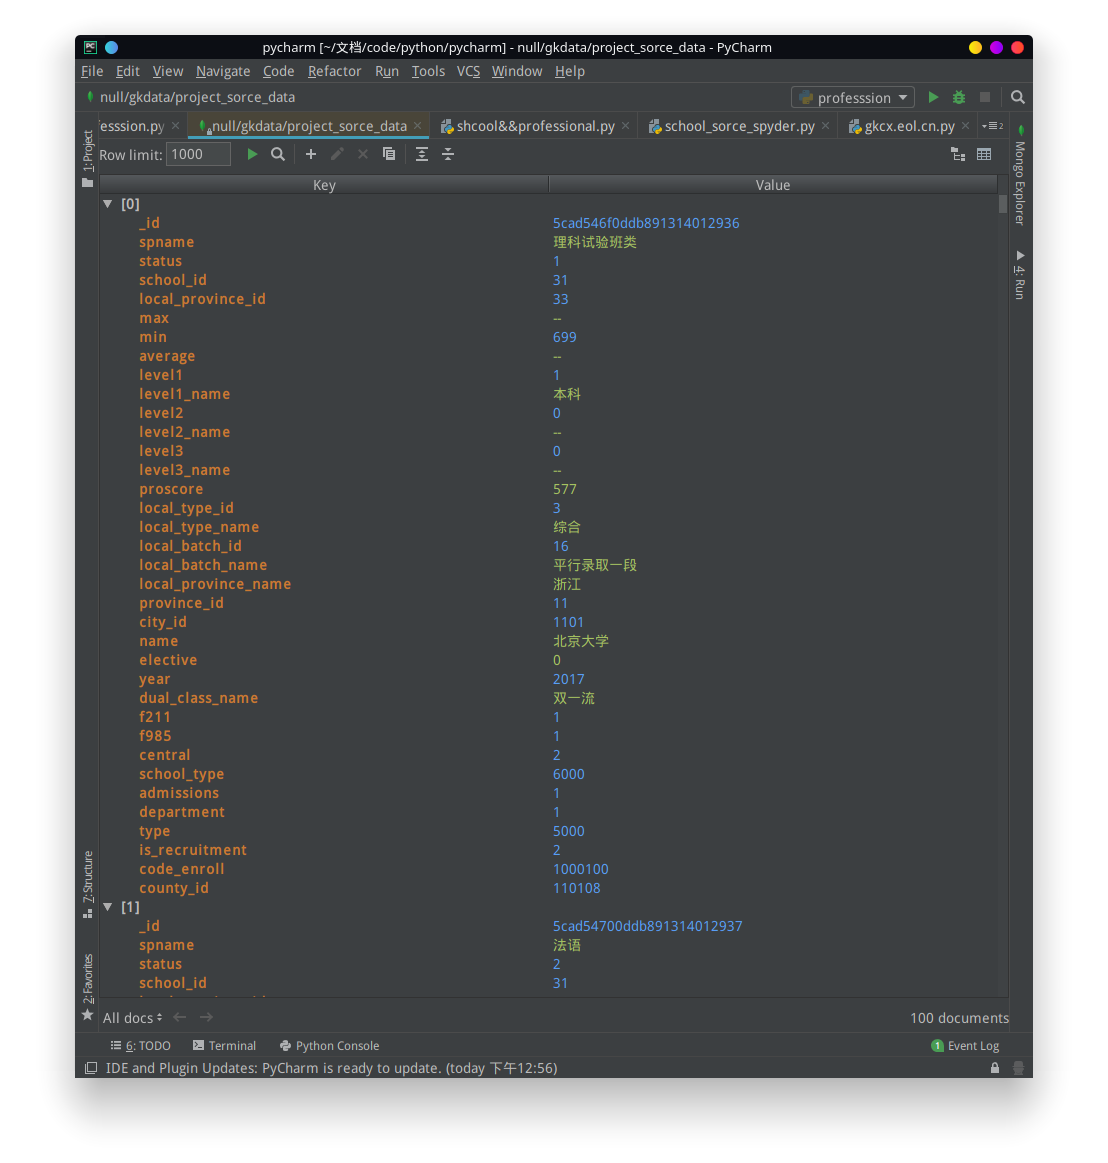 pycharm [~/文档/code/python/pycharm] - null/gkdata/project_sorce_data - PyCharm
File Edit View Navigate Code Refactor Run Tools VCS Window Help
null/gkdata/project_sorce_data professsion
esssion.py null/gkdata/project_sorce_data shcool&&professional.py school_sorce_spyder.py gkcx.eol.cn.py 2
1: Project
Row limit: 1000
Mongo Explorer
4: Run
Key Value
[0]
_id 5cad546f0ddb891314012936
spname 理科试验班类
status 1
school_id 31
local_province_id 33
max --
min 699
average --
level1 1
level1_name 本科
level2 0
level2_name --
level3 0
level3_name --
proscore 577
local_type_id 3
local_type_name 综合
local_batch_id 16
local_batch_name 平行录取一段
local_province_name 浙江
province_id 11
city_id 1101
name 北京大学
elective 0
year 2017
dual_class_name 双一流
f211 1
f985 1
central 2
school_type 6000
admissions 1
department 1
type 5000
is_recruitment 2
code_enroll 1000100
county_id 110108
[1]
_id 5cad54700ddb891314012937
spname 法语
status 2
school_id 31
7: Structure
2: Favorites
All docs 100 documents
6: TODO Terminal Python Console 1 Event Log
IDE and Plugin Updates: PyCharm is ready to update. (today 下午12:56)